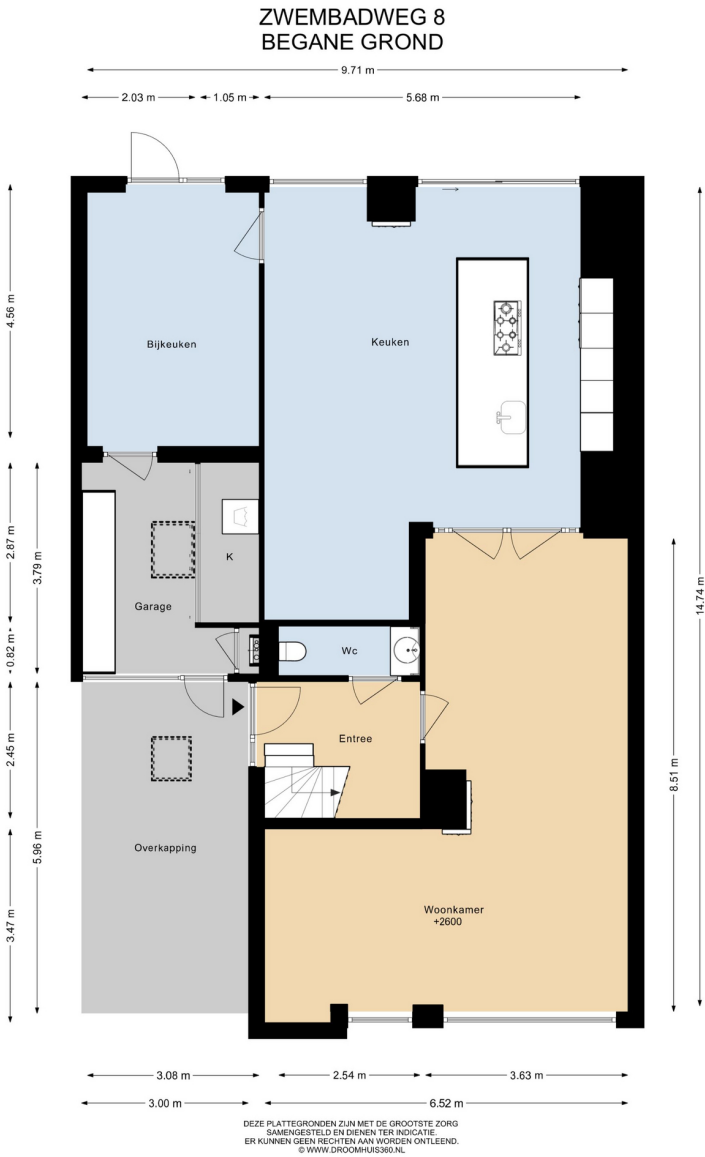 ZWEMBADWEG 8
BEGANE GROND
9.71 m
2.03 m
1.05 m
5.68 m
4.56 m
Bijkeuken
Keuken
2.87 m
3.79 m
K
Garage
14.74 m
0.82 m
Wc
2.45 m
Entree
8.51 m
5.96 m
Overkapping
3.47 m
Woonkamer
+2600
3.08 m
2.54 m
3.63 m
3.00 m
6.52 m
DEZE PLATTEGRONDEN ZIJN MET DE GROOTSTE ZORG
SAMENGESTELD EN DIENEN TER INDICATIE.
ER KUNNEN GEEN RECHTEN AAN WORDEN ONTLEEND.
© WWW.DROOMHUIS360.NL